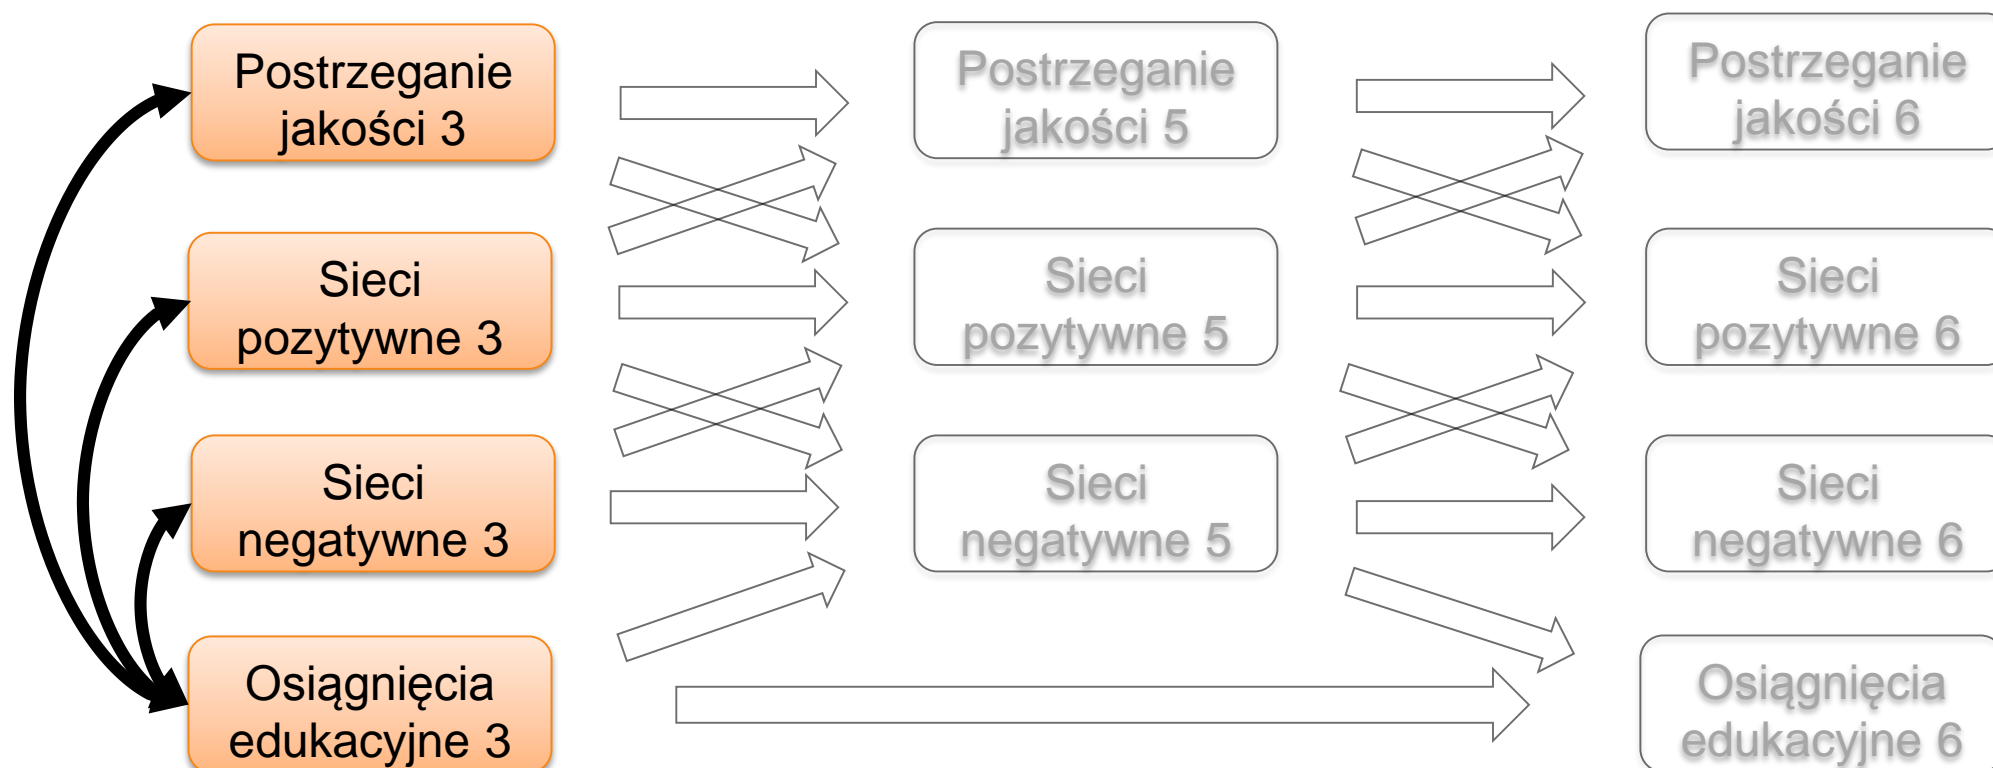 Postrzeganie
jakości 3
Postrzeganie
jakości 5
Postrzeganie
jakości 6
Sieci
pozytywne 3
Sieci
pozytywne 5
Sieci
pozytywne 6
Sieci
negatywne 3
Sieci
negatywne 5
Sieci
negatywne 6
Osiągnięcia
edukacyjne 3
Osiągnięcia
edukacyjne 6